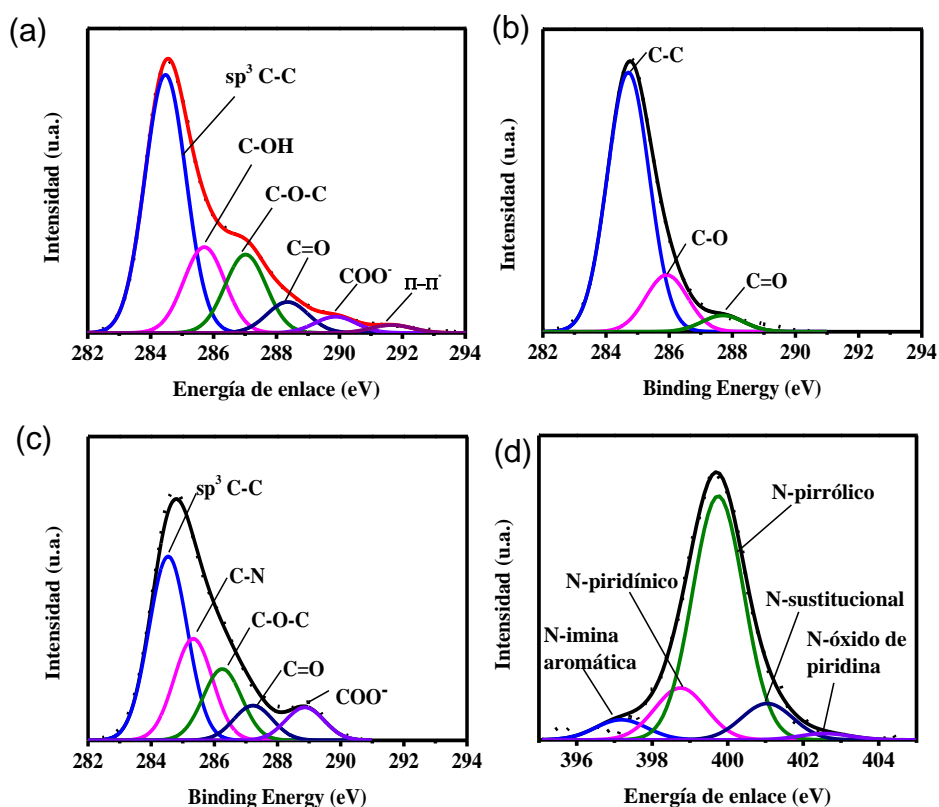 (a)
sp³ C-C
C-OH
C-O-C
C=O
COO⁻
Π–Π*
Intensidad (u.a.)
282 284 286 288 290 292 294
Energía de enlace (eV)
(b)
C-C
C-O
C=O
Intensidad (u.a.)
282 284 286 288 290 292 294
Binding Energy (eV)
(c)
sp³ C-C
C-N
C-O-C
C=O
COO⁻
Intensidad (u.a.)
282 284 286 288 290 292 294
Binding Energy (eV)
(d)
N-pirrólico
N-piridínico
N-sustitucional
N-imina
aromática
N-óxido de
piridina
Intensidad (u.a.)
396 398 400 402 404
Energía de enlace (eV)